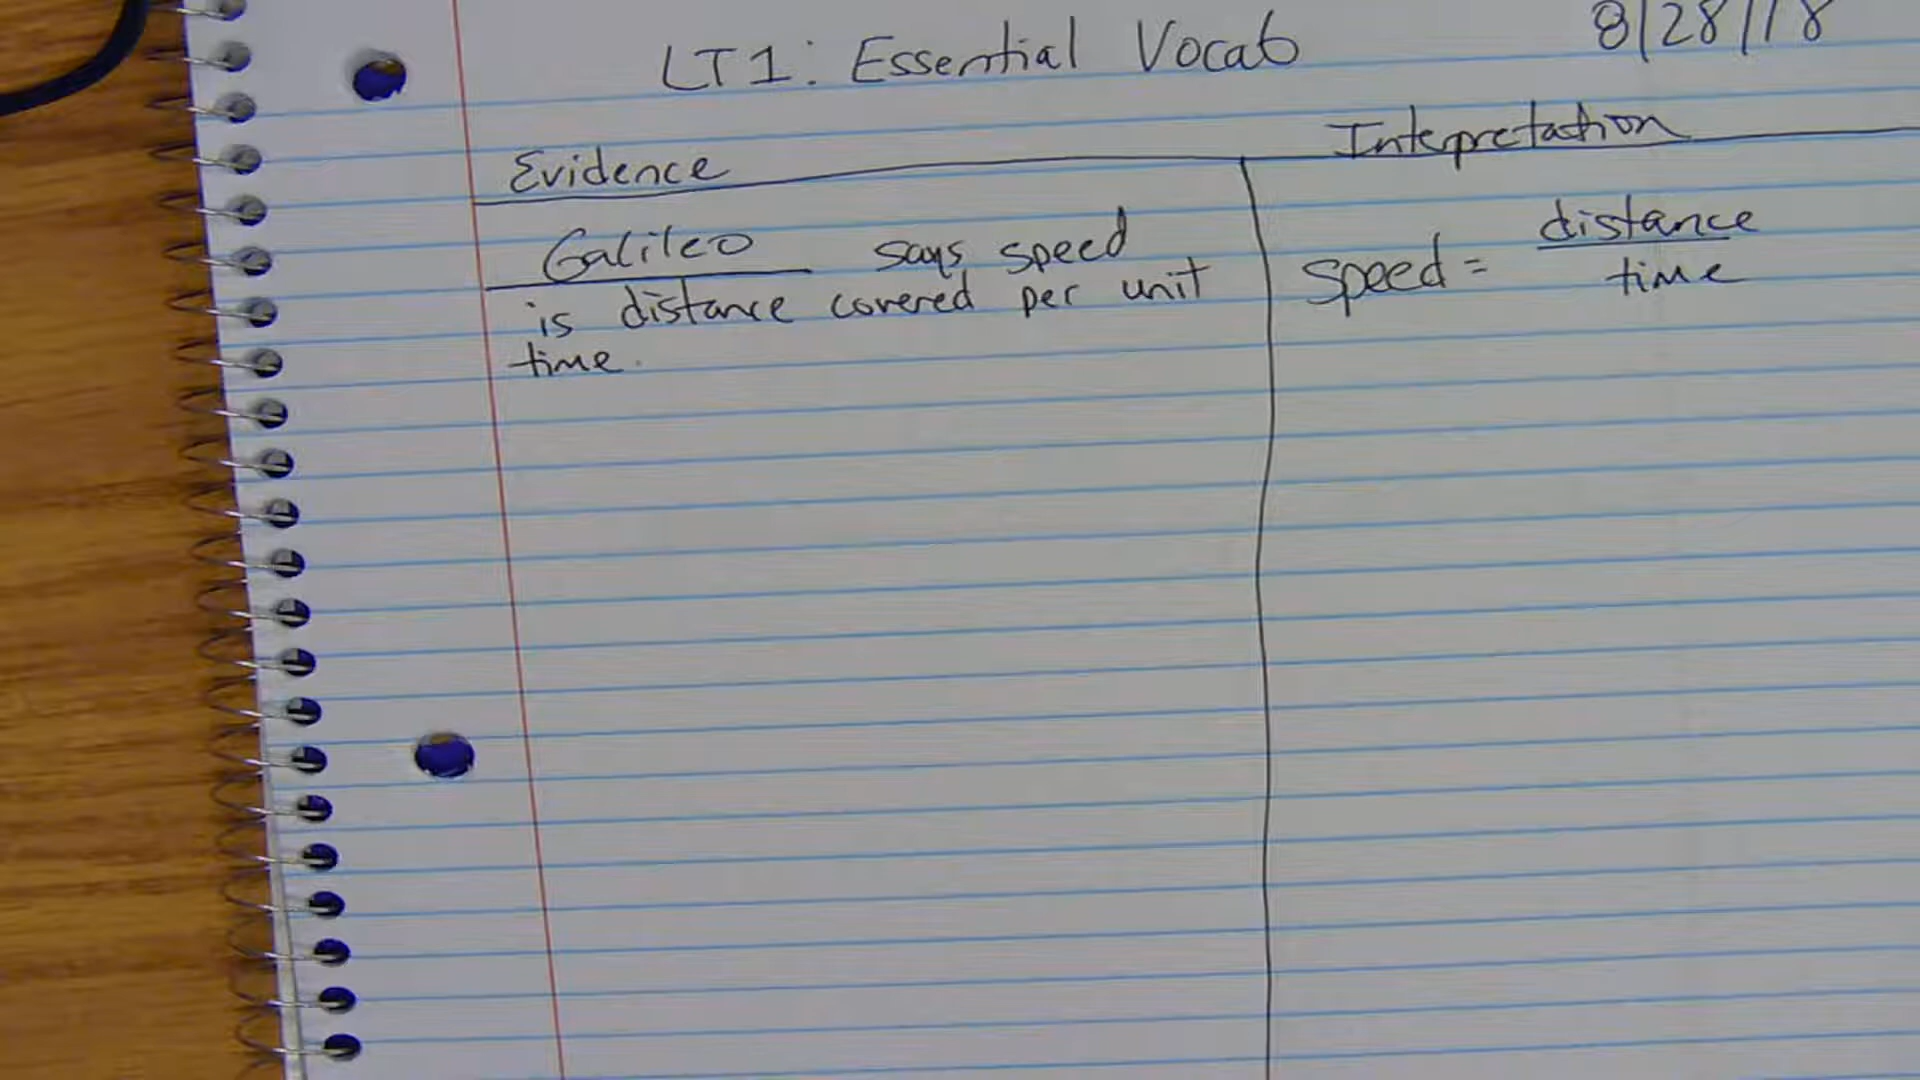 LT1: Essential Vocab
8/28/18
Evidence
Interpretation
Galileo says speed
is distance covered per unit
time.
speed = distance
time